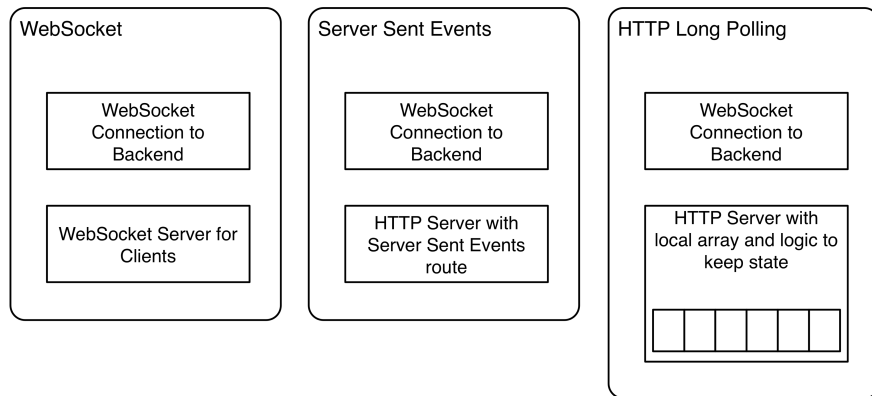 WebSocket
WebSocket
Connection to
Backend
WebSocket Server for
Clients
Server Sent Events
WebSocket
Connection to
Backend
HTTP Server with
Server Sent Events
route
HTTP Long Polling
WebSocket
Connection to
Backend
HTTP Server with
local array and logic to
keep state